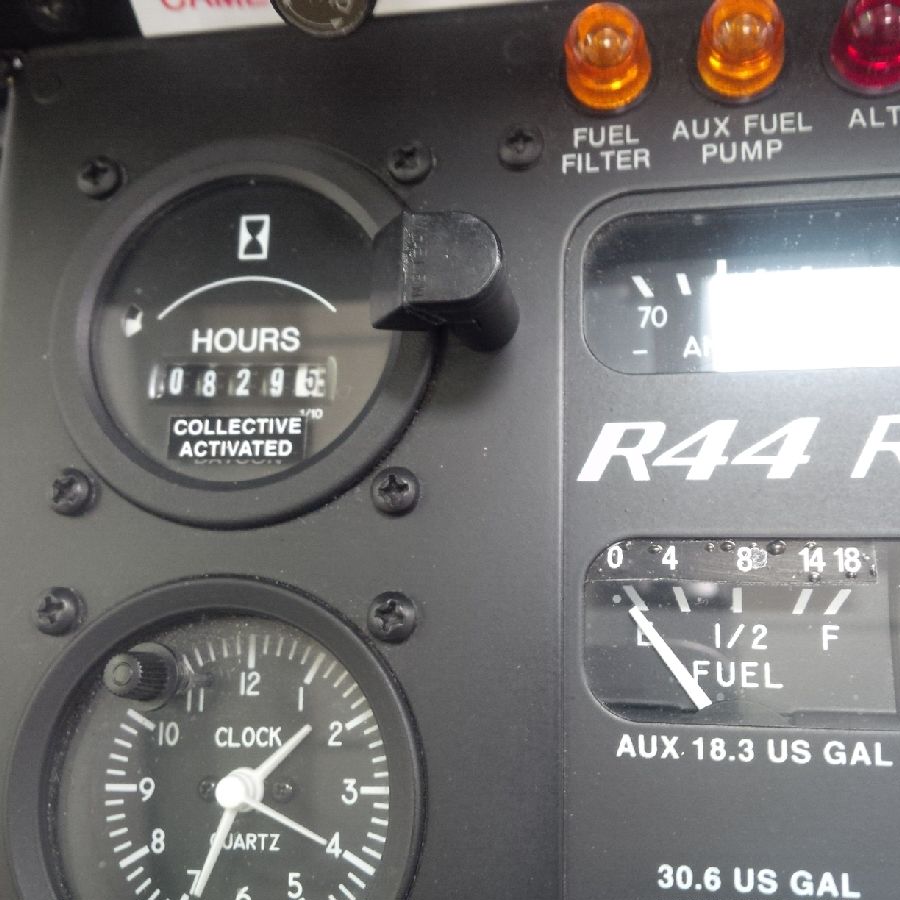 FUEL
FILTER
AUX FUEL
PUMP
ALT
HOURS
0 8 2 9 5
1/10
COLLECTIVE
ACTIVATED
70
R44
0 4 8 14 18
1/2 F
FUEL
AUX 18.3 US GAL
30.6 US GAL
12
11 1
10 CLOCK 2
9 3
QUARTZ
8 4
7 5
6